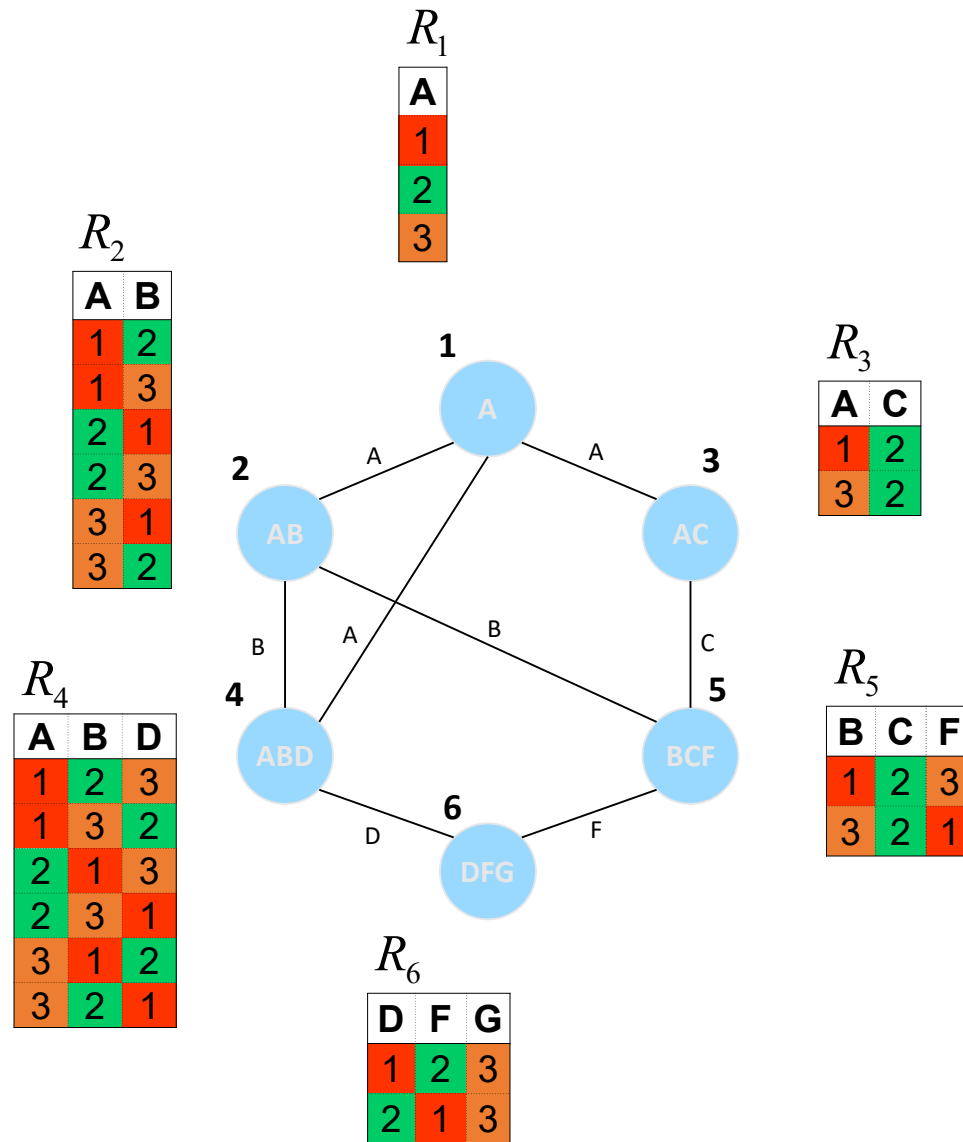 R1
A
1
2
3
R2
A B
1 2
1 3
2 1
2 3
3 1
3 2
R3
A C
1 2
3 2
1
A
A
A
2
AB
3
AC
B
A
B
C
R4
A B D
1 2 3
1 3 2
2 1 3
2 3 1
3 1 2
3 2 1
4
ABD
5
BCF
R5
B C F
1 2 3
3 2 1
D
6
F
DFG
R6
D F G
1 2 3
2 1 3